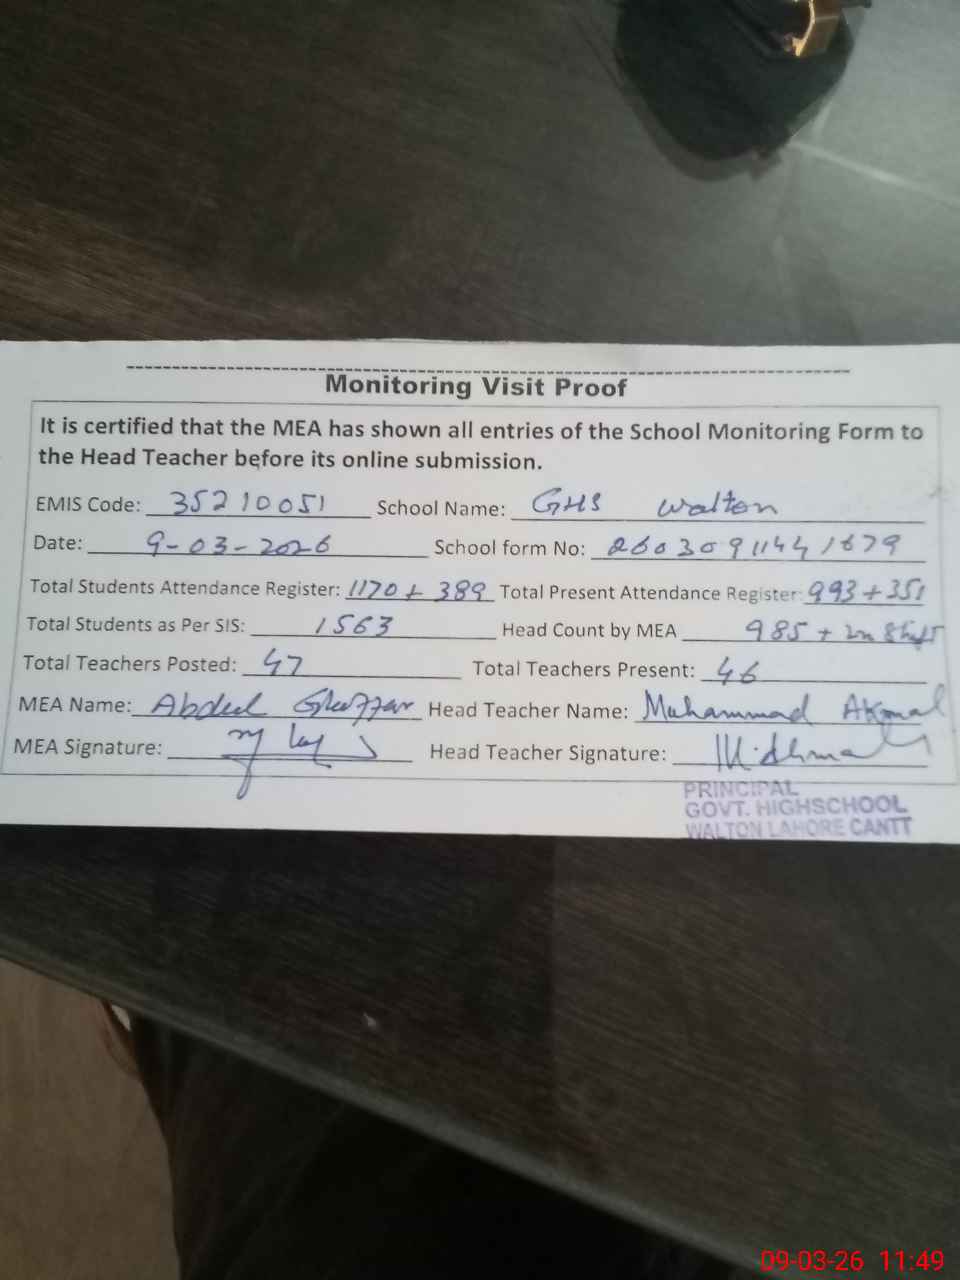 Monitoring Visit Proof
It is certified that the MEA has shown all entries of the School Monitoring Form to
the Head Teacher before its online submission.
EMIS Code: 35210051 School Name: GHS Walton
Date: 9-03-2026 School form No: 26030911441679
Total Students Attendance Register: 1170 + 389 Total Present Attendance Register: 993 + 351
Total Students as Per SIS: 1563 Head Count by MEA 985 + 2n Shift
Total Teachers Posted: 47 Total Teachers Present: 46
MEA Name: Abdul Ghaffar Head Teacher Name: Muhammad Akmal
MEA Signature: Head Teacher Signature:
PRINCIPAL
GOVT. HIGHSCHOOL
WALTON LAHORE CANTT
09-03-26 11:49